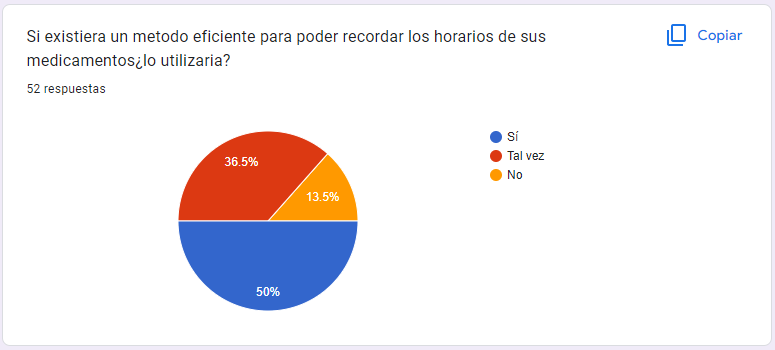 Si existiera un metodo eficiente para poder recordar los horarios de sus
medicamentos¿lo utilizaria?
Copiar
52 respuestas
Sí
Tal vez
No
36.5%
13.5%
50%